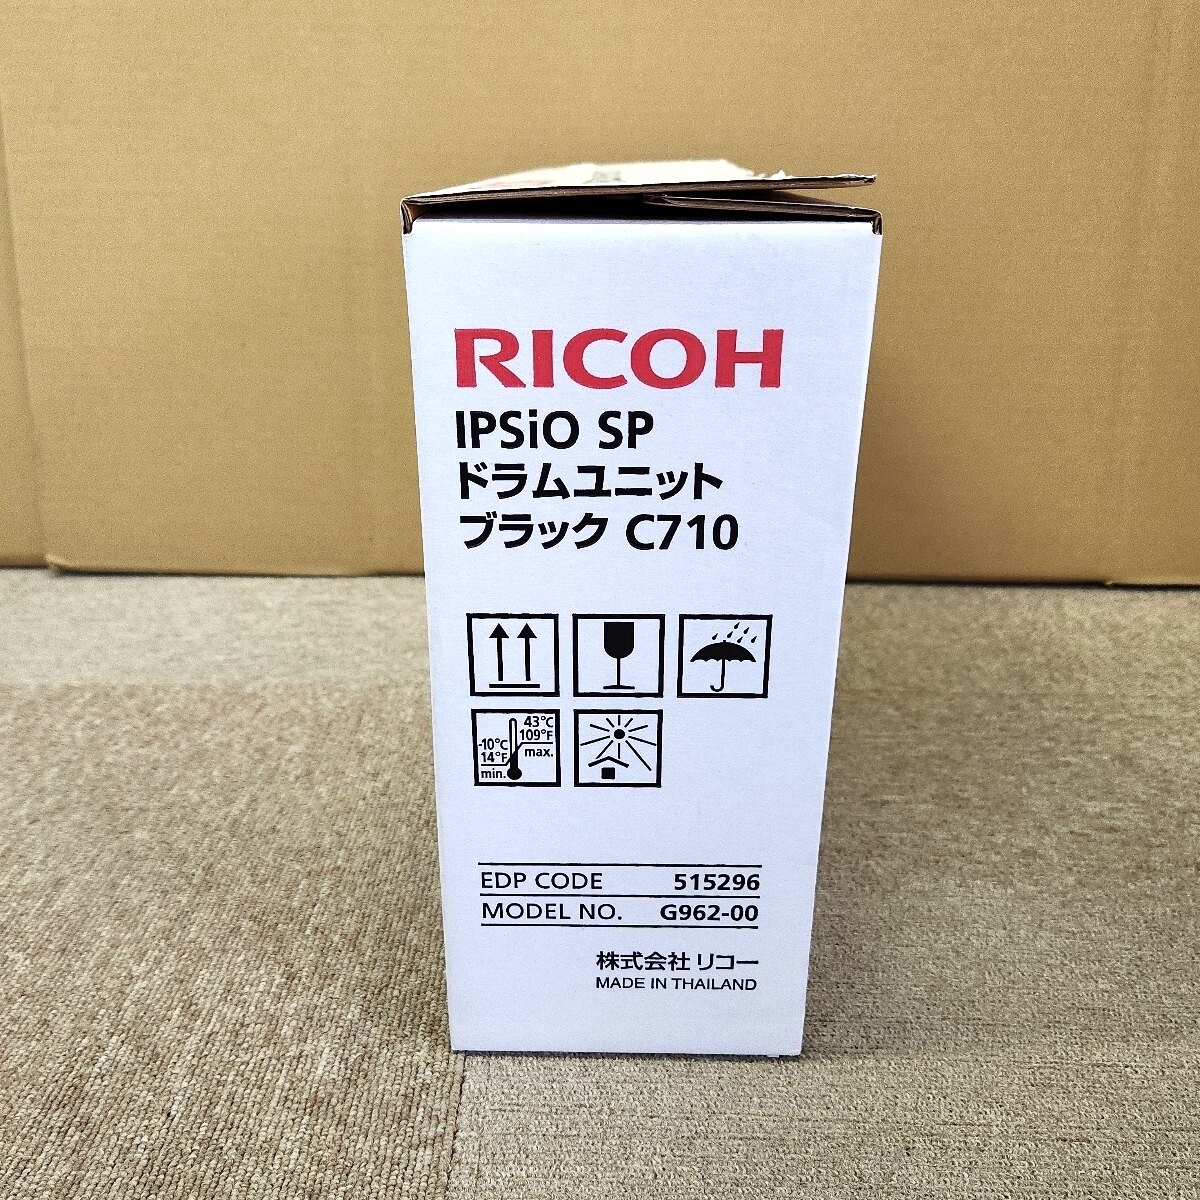 RICOH
IPSiO SP
ドラムユニット
ブラック C710
43℃
109°F
max.
-10℃
14°F
min.
EDP CODE 515296
MODEL NO. G962-00
株式会社 リコー
MADE IN THAILAND